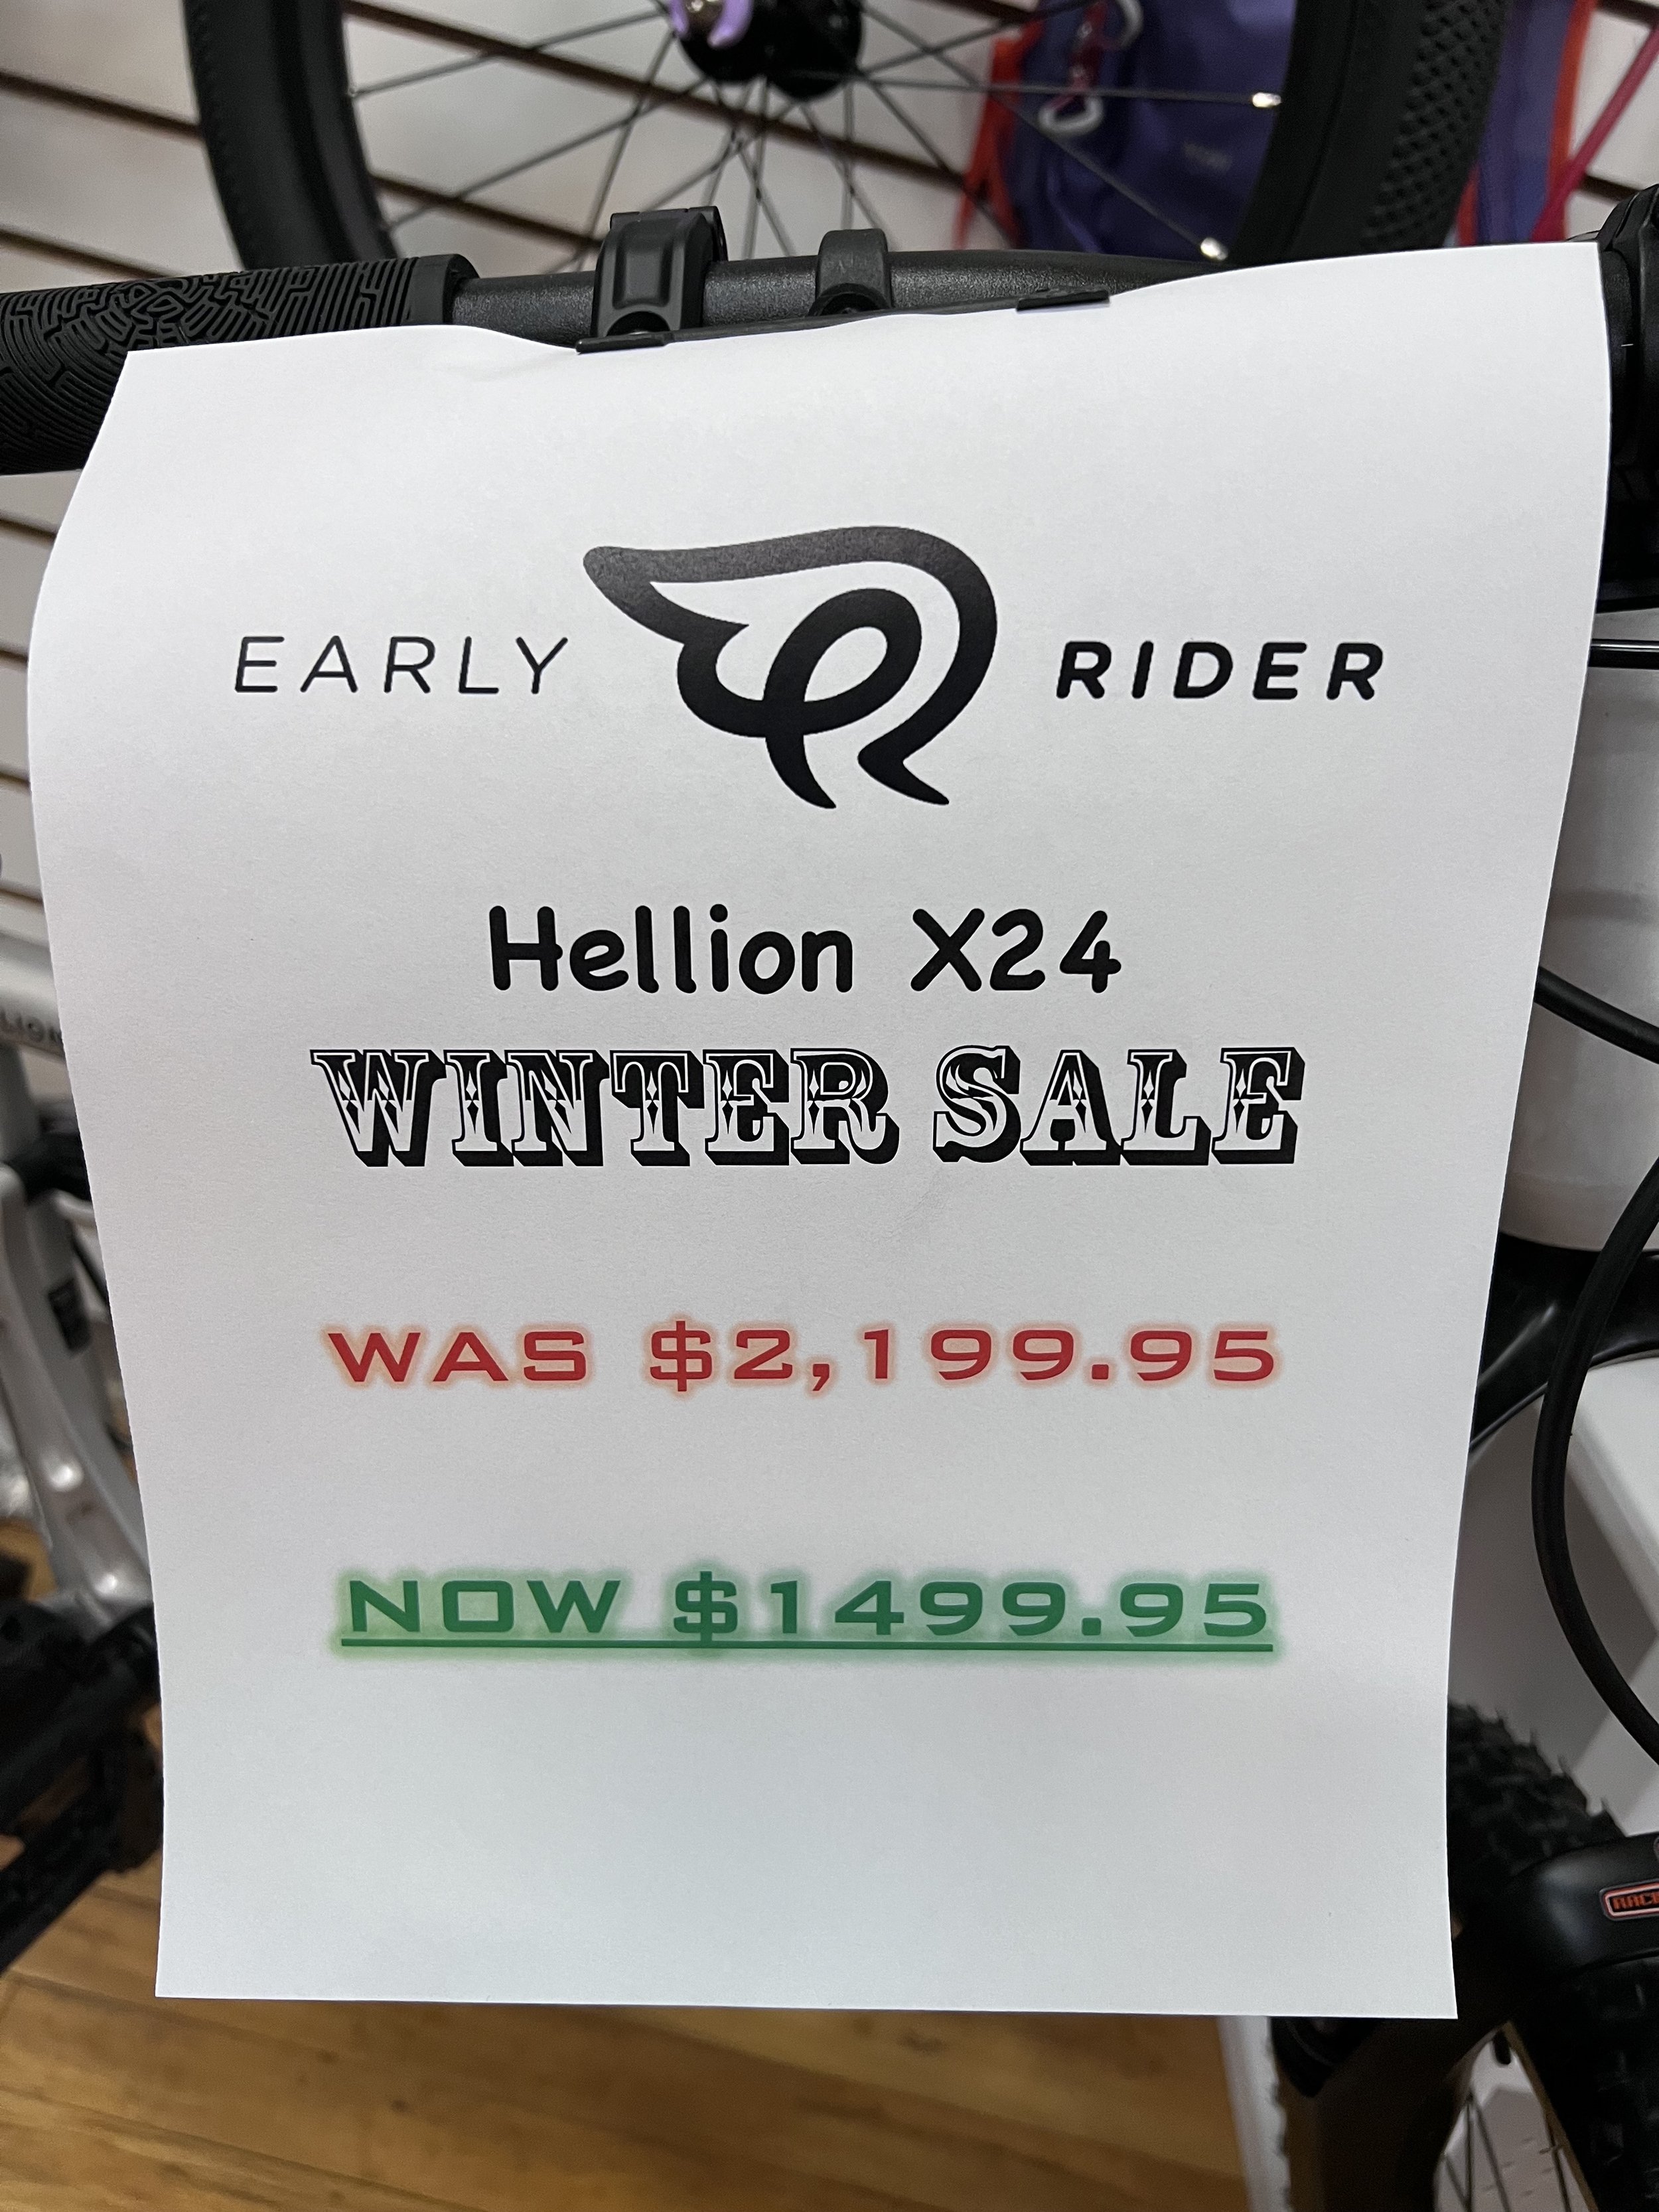 EARLY RIDER
Hellion X24
WINTER SALE
WAS $2,199.95
NOW $1499.95